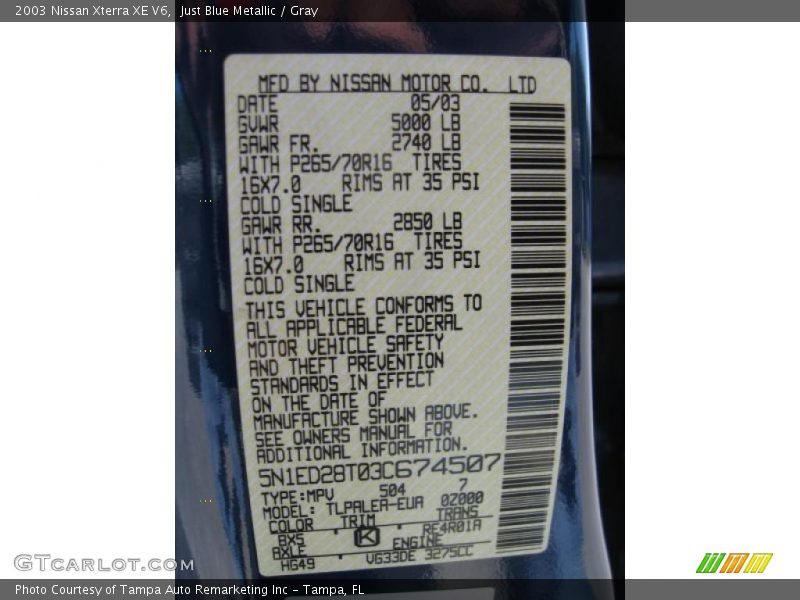 2003 Nissan Xterra XE V6,  Just Blue Metallic / Gray
MFD BY NISSAN MOTOR CO. LTD
DATE 05/03
GVWR 5000 LB
GAWR FR. 2740 LB
WITH P265/70R16 TIRES
16X7.0 RIMS AT 35 PSI
COLD SINGLE
GAWR RR. 2850 LB
WITH P265/70R16 TIRES
16X7.0 RIMS AT 35 PSI
COLD SINGLE
THIS VEHICLE CONFORMS TO
ALL APPLICABLE FEDERAL
MOTOR VEHICLE SAFETY
AND THEFT PREVENTION
STANDARDS IN EFFECT
ON THE DATE OF
MANUFACTURE SHOWN ABOVE.
SEE OWNERS MANUAL FOR
ADDITIONAL INFORMATION.
5N1ED28T03C674507
TYPE:MPV 504 7
MODEL: TLPALEA-EUA 0Z000
COLOR TRIM TRANS
BX5 K RE4R01A
AXLE ENGINE
HG49 VG33DE 3275CC
GTCARLOT.COM
Photo Courtesy of Tampa Auto Remarketing Inc - Tampa, FL